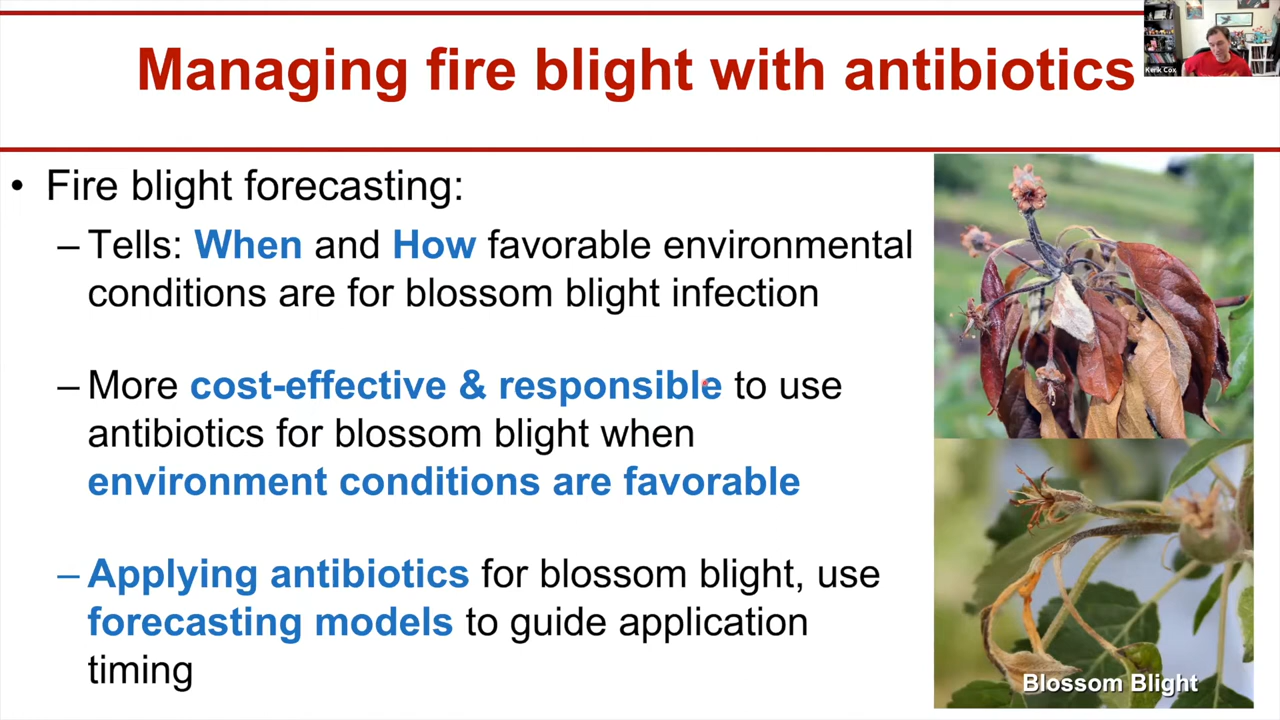 Managing fire blight with antibiotics
Kerik Cox
• Fire blight forecasting:
– Tells: When and How favorable environmental
conditions are for blossom blight infection
– More cost-effective & responsible to use
antibiotics for blossom blight when
environment conditions are favorable
– Applying antibiotics for blossom blight, use
forecasting models to guide application
timing
Blossom Blight